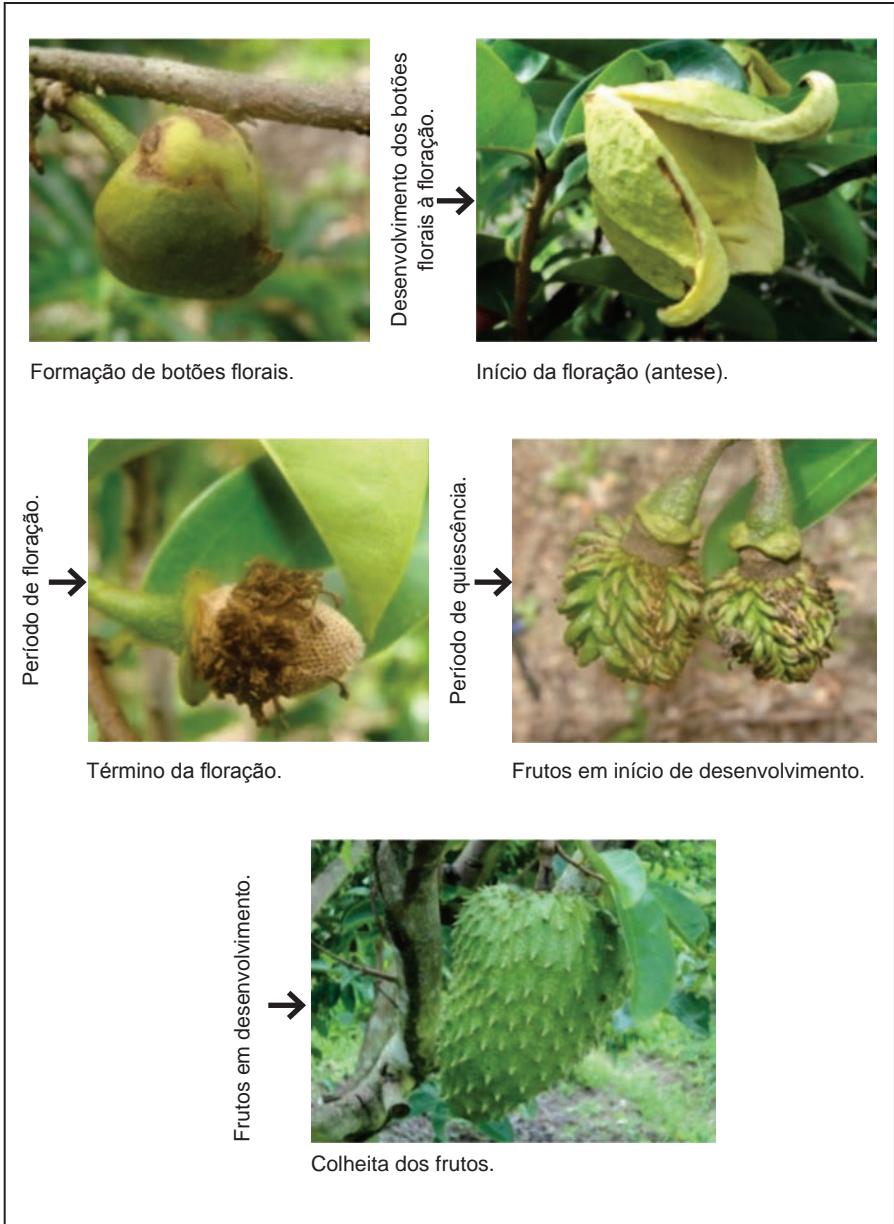 Desenvolvimento dos botões
florais à floração.
Formação de botões florais.
Início da floração (antese).
Período de floração.
Período de quiescência.
Término da floração.
Frutos em início de desenvolvimento.
Frutos em desenvolvimento.
Colheita dos frutos.